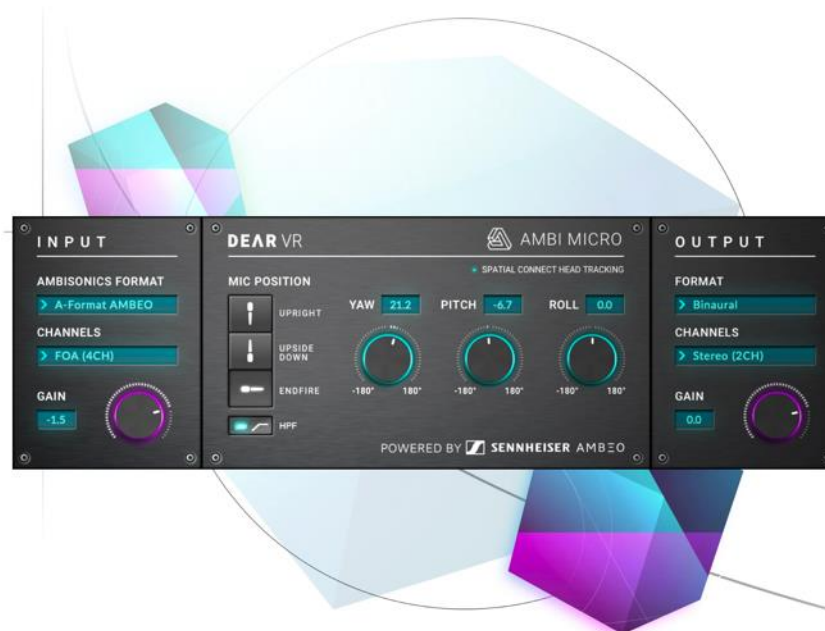 INPUT
AMBISONICS FORMAT
> A-Format AMBEO
CHANNELS
> FOA (4CH)
GAIN
-1.5
DEAR VR
AMBI MICRO
SPATIAL CONNECT HEAD TRACKING
MIC POSITION
UPRIGHT
UPSIDE
DOWN
ENDFIRE
HPF
YAW 21.2
PITCH -6.7
ROLL 0.0
-180° 180°
-180° 180°
-180° 180°
POWERED BY SENNHEISER AMBEO
OUTPUT
FORMAT
> Binaural
CHANNELS
> Stereo (2CH)
GAIN
0.0